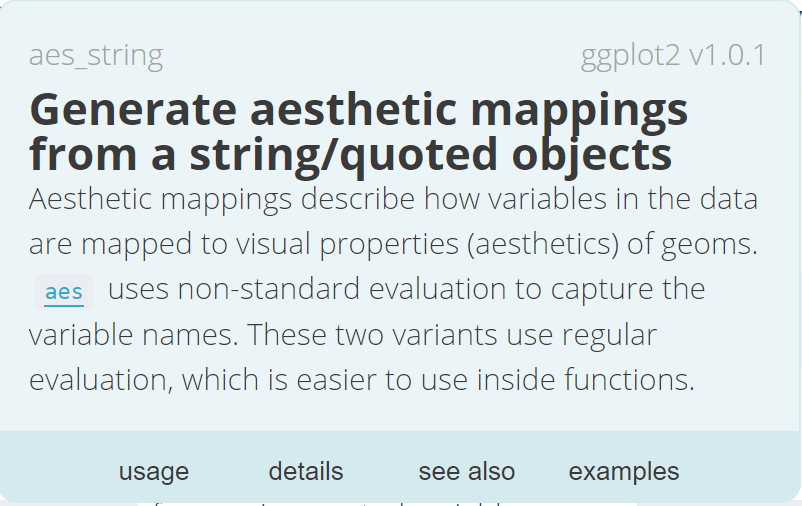 aes_string ggplot2 v1.0.1
Generate aesthetic mappings
from a string/quoted objects
Aesthetic mappings describe how variables in the data
are mapped to visual properties (aesthetics) of geoms.
aes uses non-standard evaluation to capture the
variable names. These two variants use regular
evaluation, which is easier to use inside functions.
usage details see also examples